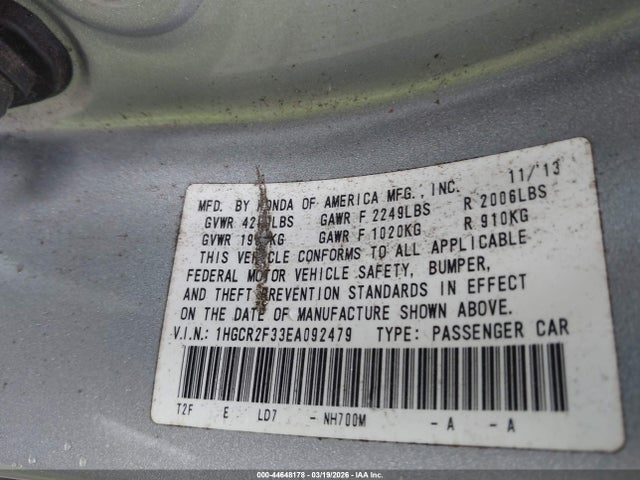 11/'13
MFD. BY HONDA OF AMERICA MFG., INC.
GVWR LBS GAWR F 2249LBS R 2006LBS
GVWR KG GAWR F 1020KG R 910KG
THIS VEHICLE CONFORMS TO ALL APPLICABLE
FEDERAL MOTOR VEHICLE SAFETY, BUMPER,
AND THEFT PREVENTION STANDARDS IN EFFECT
ON THE DATE OF MANUFACTURE SHOWN ABOVE.
V.I.N.: 1HGCR2F33EA092479 TYPE: PASSENGER CAR
T2F E LD7 - NH700M - A - A
000-44648178 - 03/19/2026 - IAA Inc.